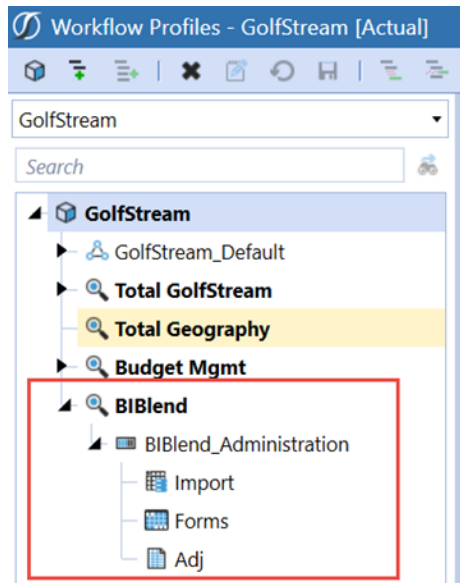 Workflow Profiles - GolfStream [Actual]
GolfStream
Search
GolfStream
GolfStream_Default
Total GolfStream
Total Geography
Budget Mgmt
BIBlend
BIBlend_Administration
Import
Forms
Adj